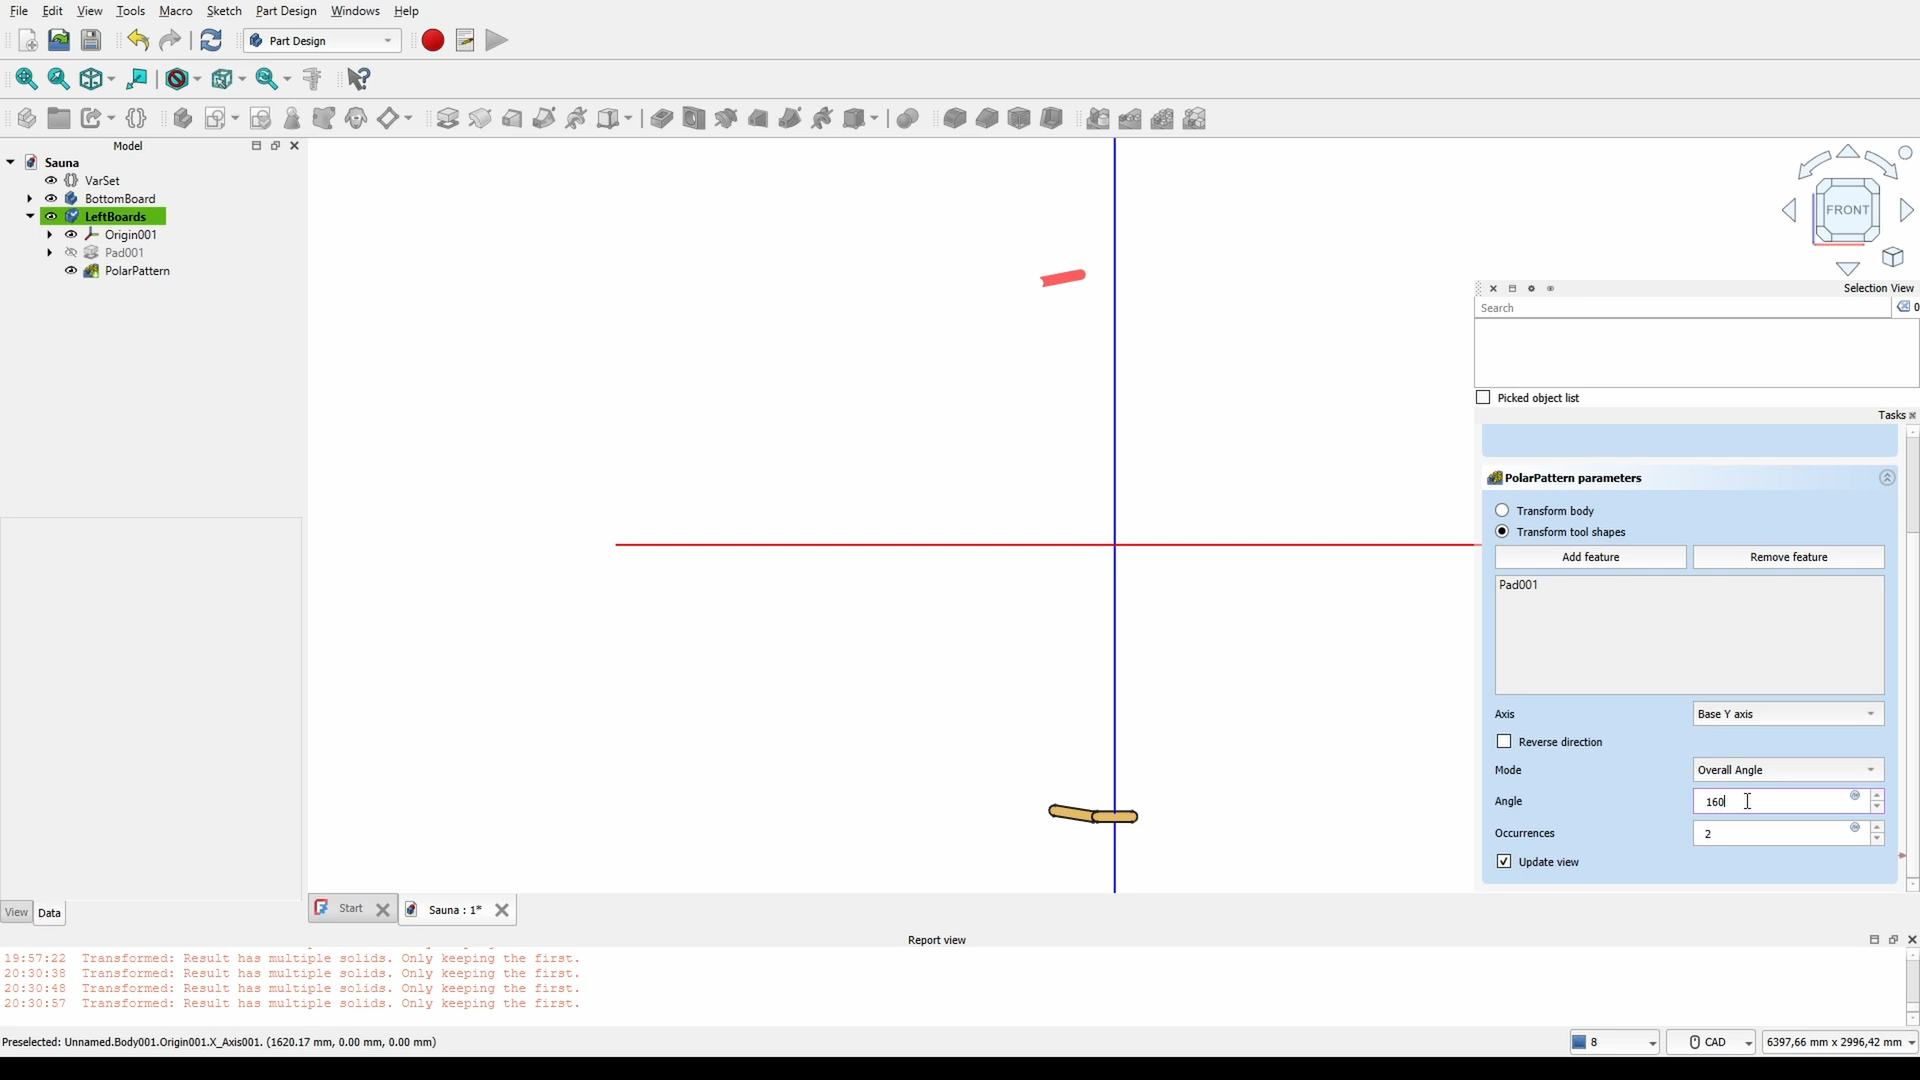 File Edit View Tools Macro Sketch Part Design Windows Help
Part Design
Model
Sauna
VarSet
BottomBoard
LeftBoards
Origin001
Pad001
PolarPattern
FRONT
Selection View
Search
0
Picked object list
Tasks
PolarPattern parameters
Transform body
Transform tool shapes
Add feature Remove feature
Pad001
Axis Base Y axis
Reverse direction
Mode Overall Angle
Angle 160
Occurrences 2
Update view
View Data
Start Sauna : 1*
Report view
19:57:22 Transformed: Result has multiple solids. Only keeping the first.
20:30:38 Transformed: Result has multiple solids. Only keeping the first.
20:30:48 Transformed: Result has multiple solids. Only keeping the first.
20:30:57 Transformed: Result has multiple solids. Only keeping the first.
Preselected: Unnamed.Body001.Origin001.X_Axis001. (1620.17 mm, 0.00 mm, 0.00 mm)
8 CAD 6397,66 mm x 2996,42 mm